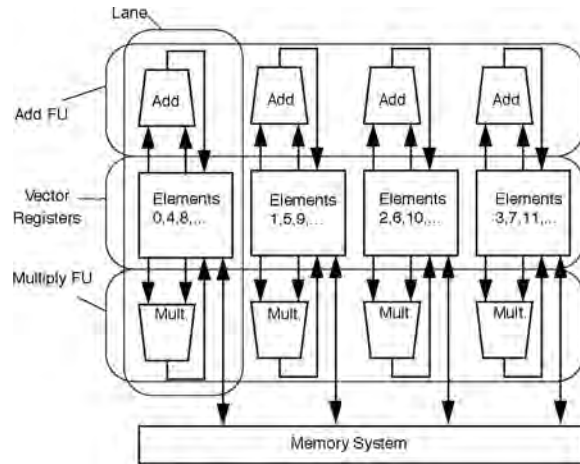 Lane
Add FU
Add
Add
Add
Add
Vector
Registers
Elements
0,4,8,...
Elements
1,5,9,...
Elements
2,6,10,...
Elements
3,7,11,...
Multiply FU
Mult.
Mult.
Mult.
Mult.
Memory System